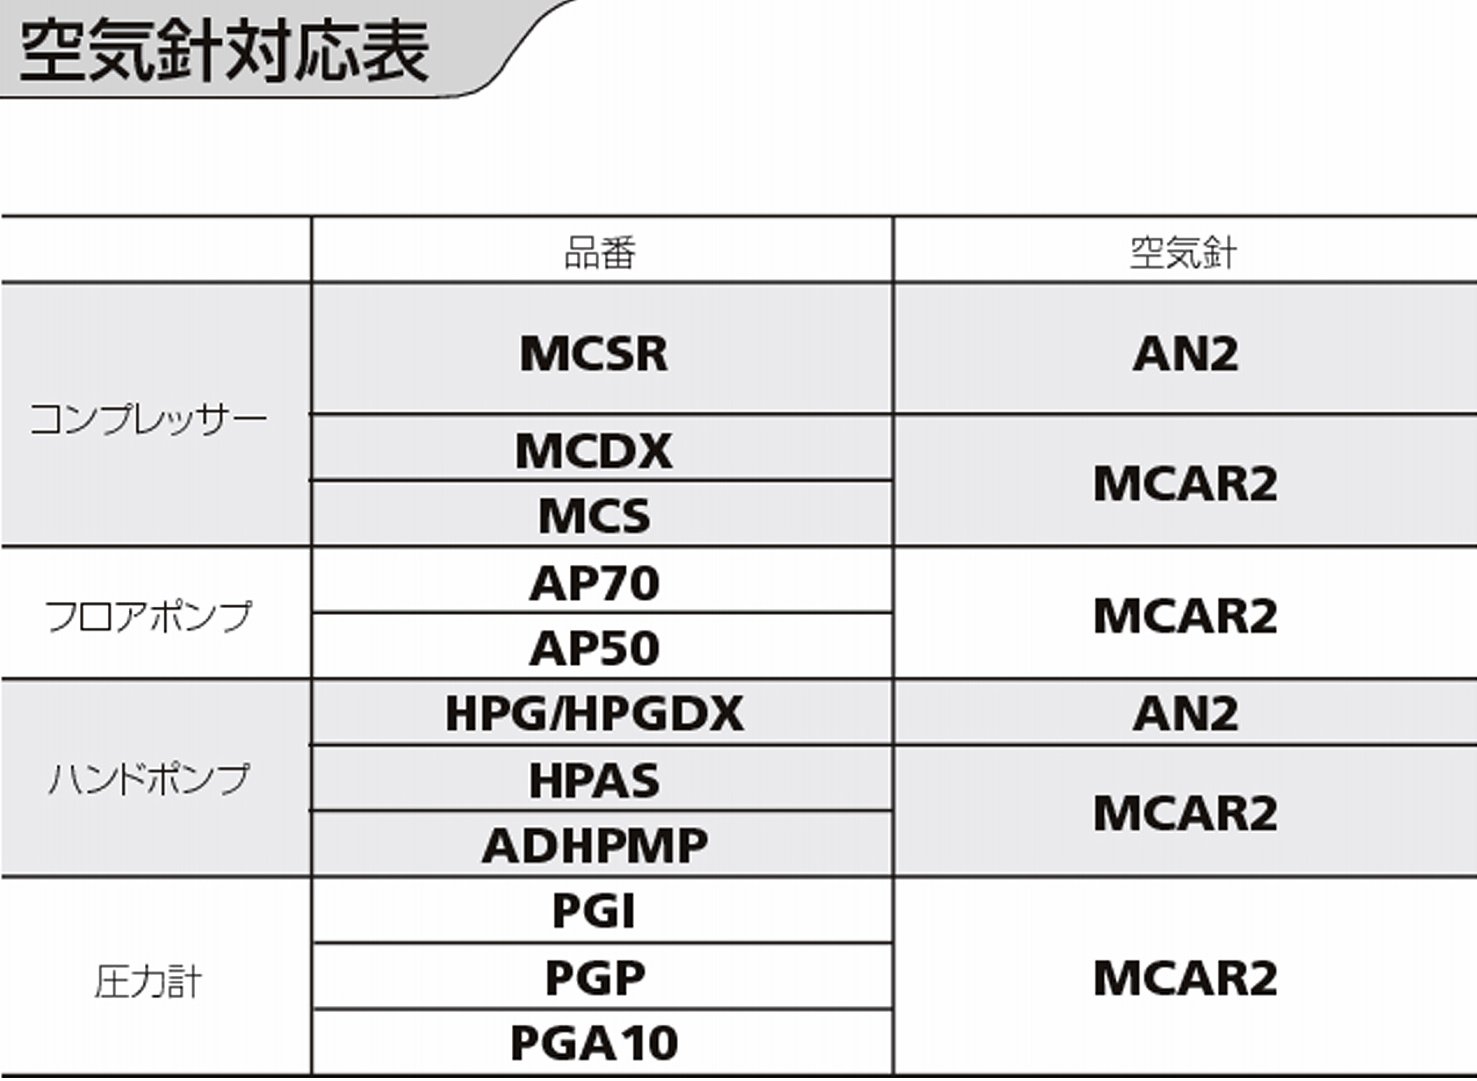 空気針対応表
品番 空気針
コンプレッサー MCSR AN2
MCDX MCAR2
MCS
フロアポンプ AP70 MCAR2
AP50
ハンドポンプ HPG/HPGDX AN2
HPAS MCAR2
ADHPMP
圧力計 PGI MCAR2
PGP
PGA10